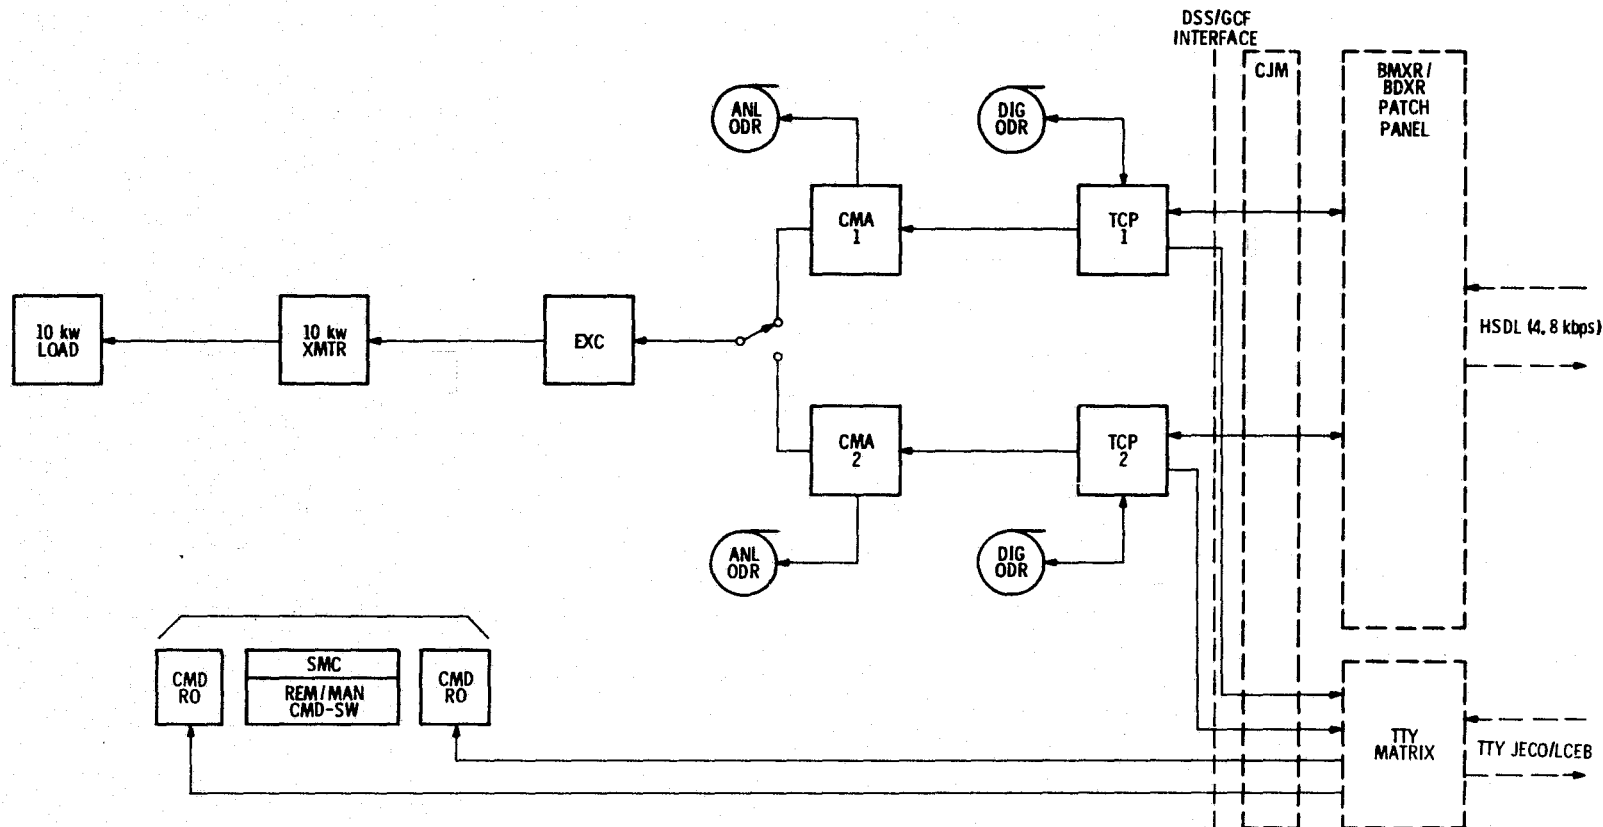 DSS/GCF
INTERFACE
CJM
BMXR/
BDXR
PATCH
PANEL
ANL
ODR
DIG
ODR
CMA
1
TCP
1
10 kw
LOAD
10 kw
XMTR
EXC
HSDL (4.8 kbps)
CMA
2
TCP
2
ANL
ODR
DIG
ODR
CMD
RO
SMC
REM/MAN
CMD-SW
CMD
RO
TTY
MATRIX
TTY JECO/LCEB